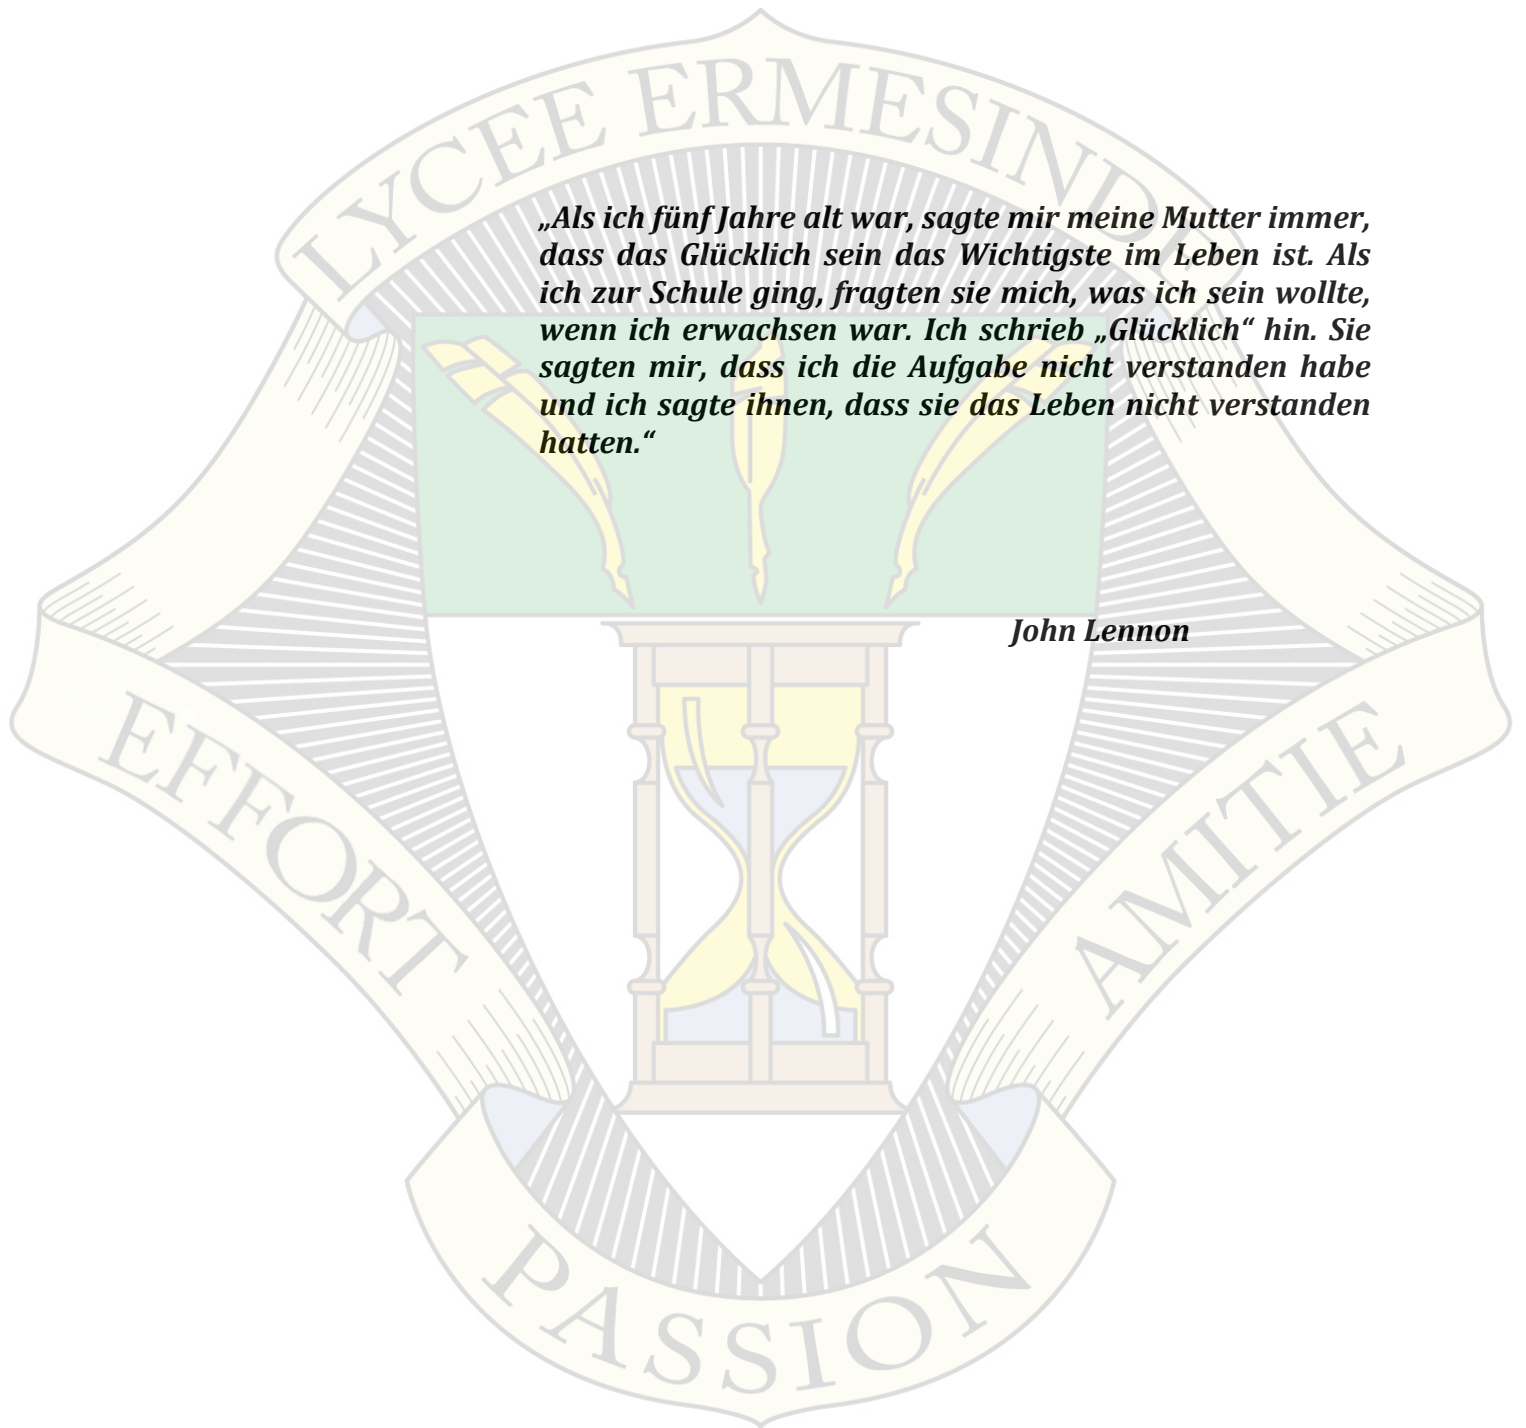 LYCEE ERMESINDE
„Als ich fünf Jahre alt war, sagte mir meine Mutter immer,
dass das Glücklich sein das Wichtigste im Leben ist. Als
ich zur Schule ging, fragten sie mich, was ich sein wollte,
wenn ich erwachsen war. Ich schrieb „Glücklich“ hin. Sie
sagten mir, dass ich die Aufgabe nicht verstanden habe
und ich sagte ihnen, dass sie das Leben nicht verstanden
hatten.“
John Lennon
EFFORT
AMITIE
PASSION